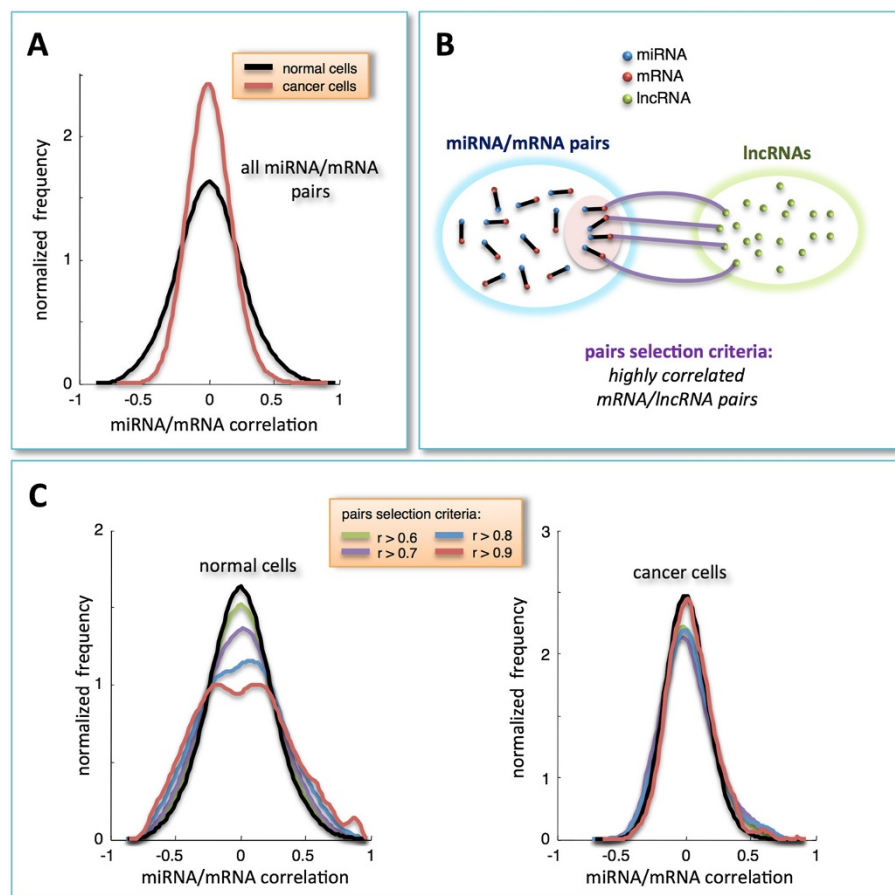 A
normal cells
cancer cells
2
1
0
-1
-0.5
0
0.5
1
all miRNA/mRNA
pairs
normalized frequency
miRNA/mRNA correlation
B
miRNA
mRNA
lncRNA
miRNA/mRNA pairs
lncRNAs
pairs selection criteria:
highly correlated
mRNA/lncRNA pairs
C
pairs selection criteria:
r > 0.6
r > 0.8
r > 0.7
r > 0.9
normal cells
2
1
0
-1
-0.5
0
0.5
1
normalized frequency
miRNA/mRNA correlation
cancer cells
3
2
1
0
-1
-0.5
0
0.5
1
normalized frequency
miRNA/mRNA correlation